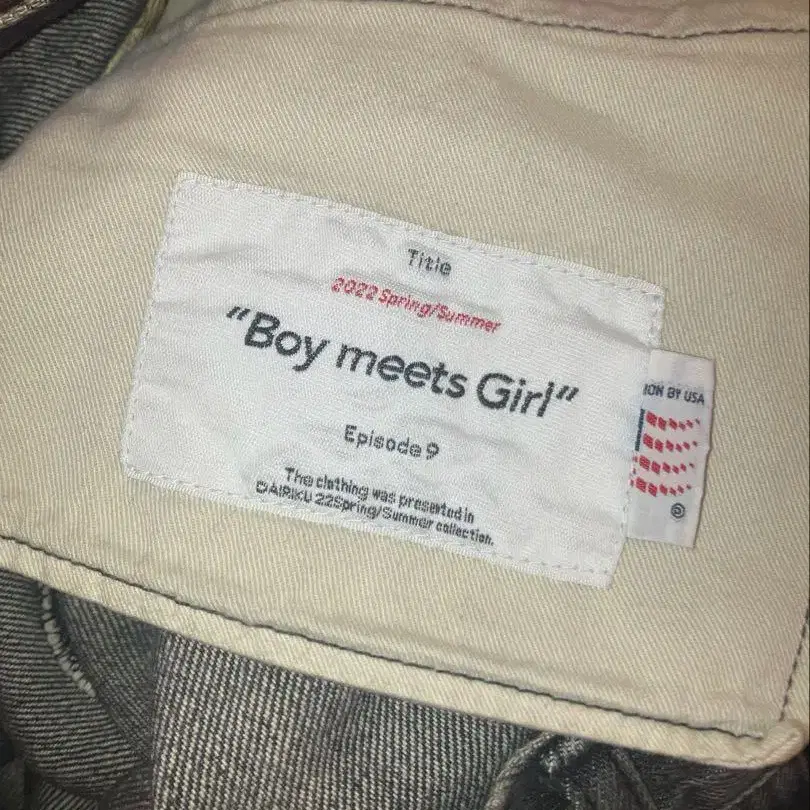 Title
2022 Spring/Summer
“Boy meets Girl”
Episode 9
The clothing was presented in
DAIRIKU 22Spring/Summer collection.
BY USA